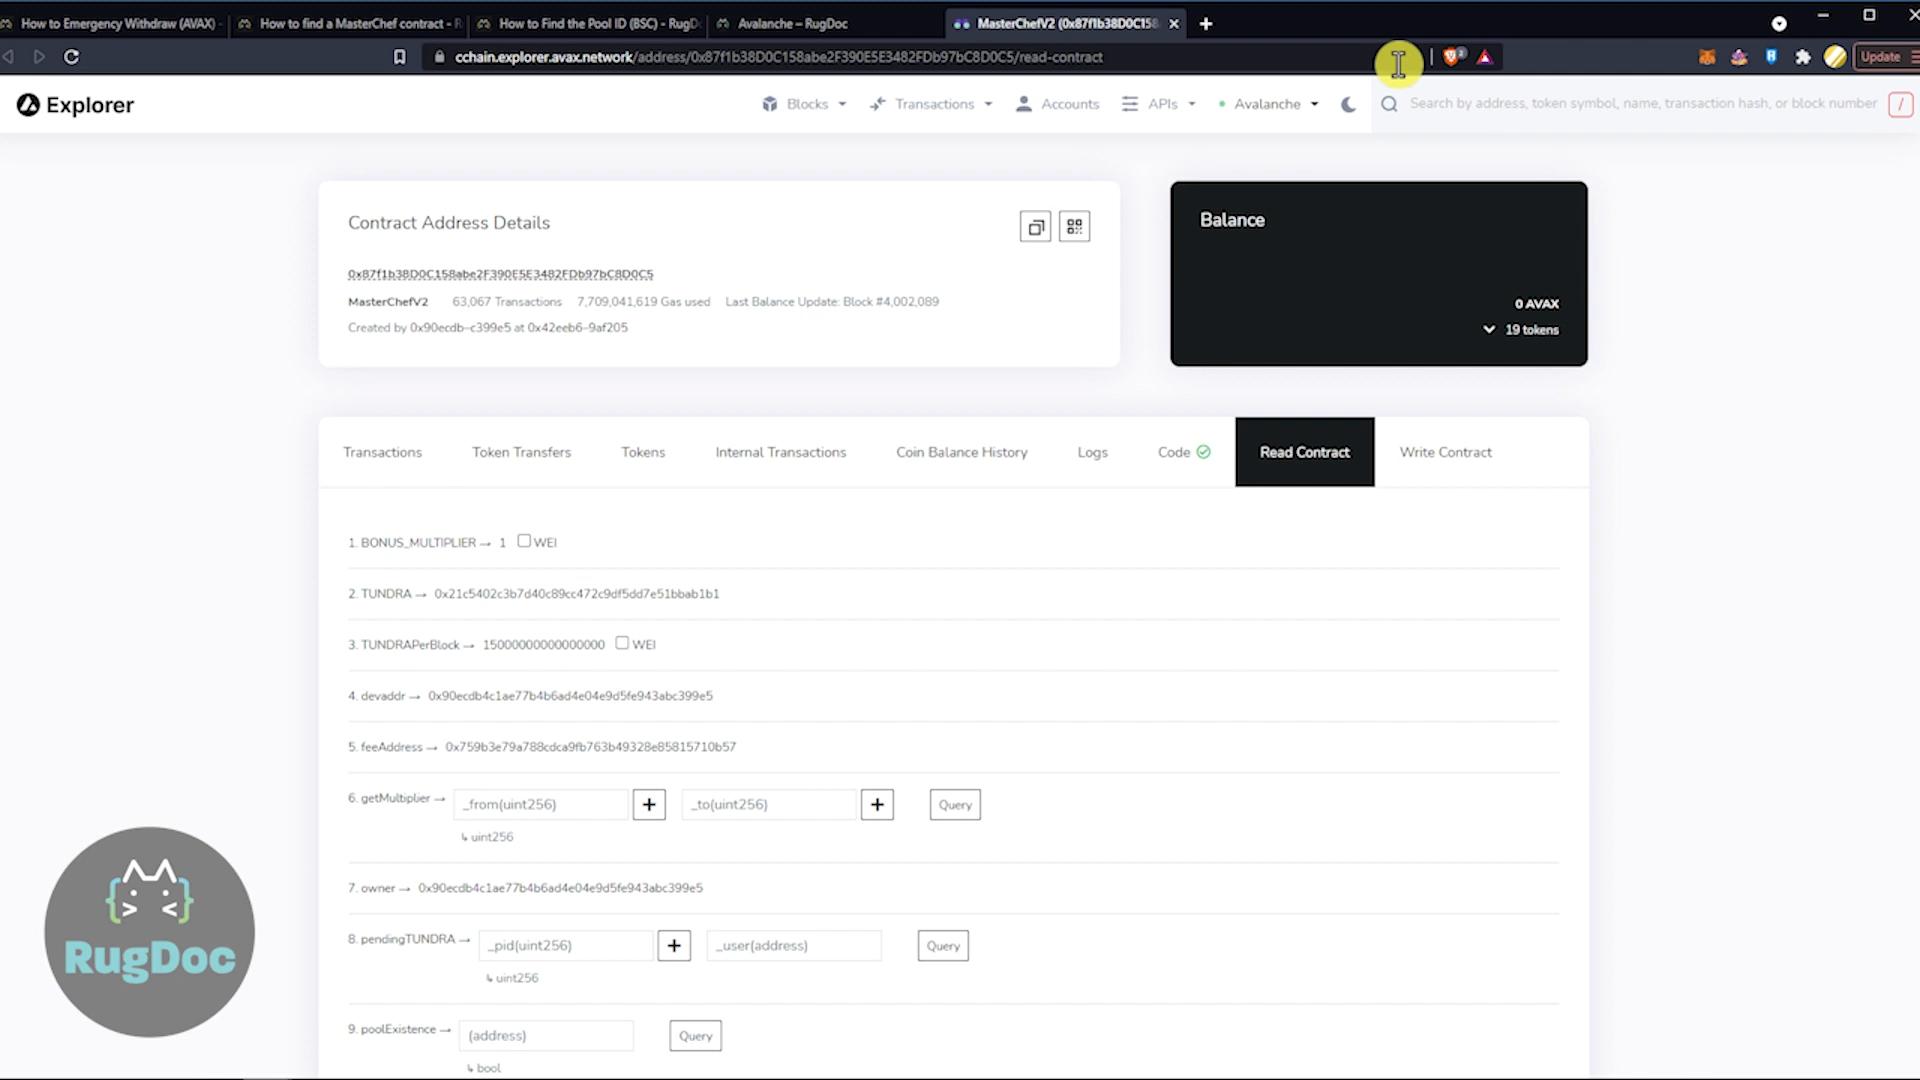 How to Emergency Withdraw (AVAX)
How to find a MasterChef contract - R
How to Find the Pool ID (BSC) - RugD
Avalanche – RugDoc
MasterChefV2 (0x87f1b38D0C158
cchain.explorer.avax.network/address/0x87f1b38D0C158abe2F390E5E3482FDb97bC8D0C5/read-contract
2
Update
Explorer
Blocks
Transactions
Accounts
APIs
Avalanche
Search by address, token symbol, name, transaction hash, or block number
/
Contract Address Details
0x87f1b38D0C158abe2F390E5E3482FDb97bC8D0C5
MasterChefV2 63,067 Transactions 7,709,041,619 Gas used Last Balance Update: Block #4,002,089
Created by 0x90ecdb–c399e5 at 0x42eeb6–9af205
Balance
0 AVAX
19 tokens
Transactions
Token Transfers
Tokens
Internal Transactions
Coin Balance History
Logs
Code
Read Contract
Write Contract
1. BONUS_MULTIPLIER → 1 WEI
2. TUNDRA → 0x21c5402c3b7d40c89cc472c9df5dd7e51bbab1b1
3. TUNDRAPerBlock → 15000000000000000 WEI
4. devaddr → 0x90ecdb4c1ae77b4b6ad4e04e9d5fe943abc399e5
5. feeAddress → 0x759b3e79a788cdca9fb763b49328e85815710b57
6. getMultiplier → _from(uint256) + _to(uint256) + Query
↳ uint256
7. owner → 0x90ecdb4c1ae77b4b6ad4e04e9d5fe943abc399e5
8. pendingTUNDRA → _pid(uint256) + _user(address) Query
↳ uint256
9. poolExistence → (address) Query
↳ bool
RugDoc